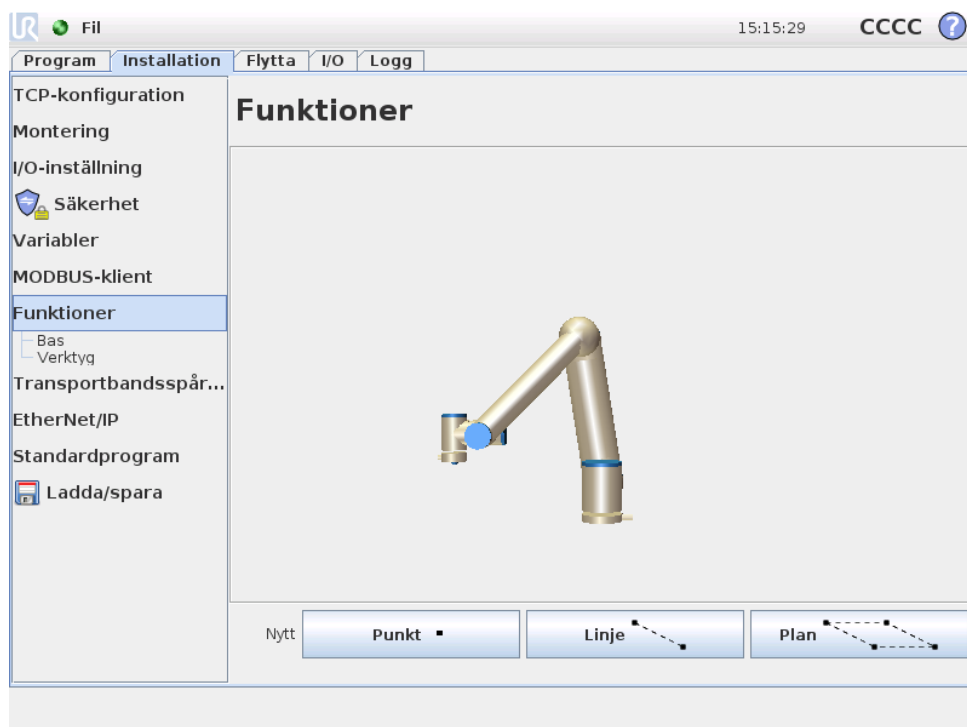 UR Fil 15:15:29 CCCC ?
Program Installation Flytta I/O Logg
TCP-konfiguration
Funktioner
Montering
I/O-inställning
Säkerhet
Variabler
MODBUS-klient
Funktioner
Bas
Verktyg
Transportbandsspår...
EtherNet/IP
Standardprogram
Ladda/spara
Nytt Punkt Linje Plan